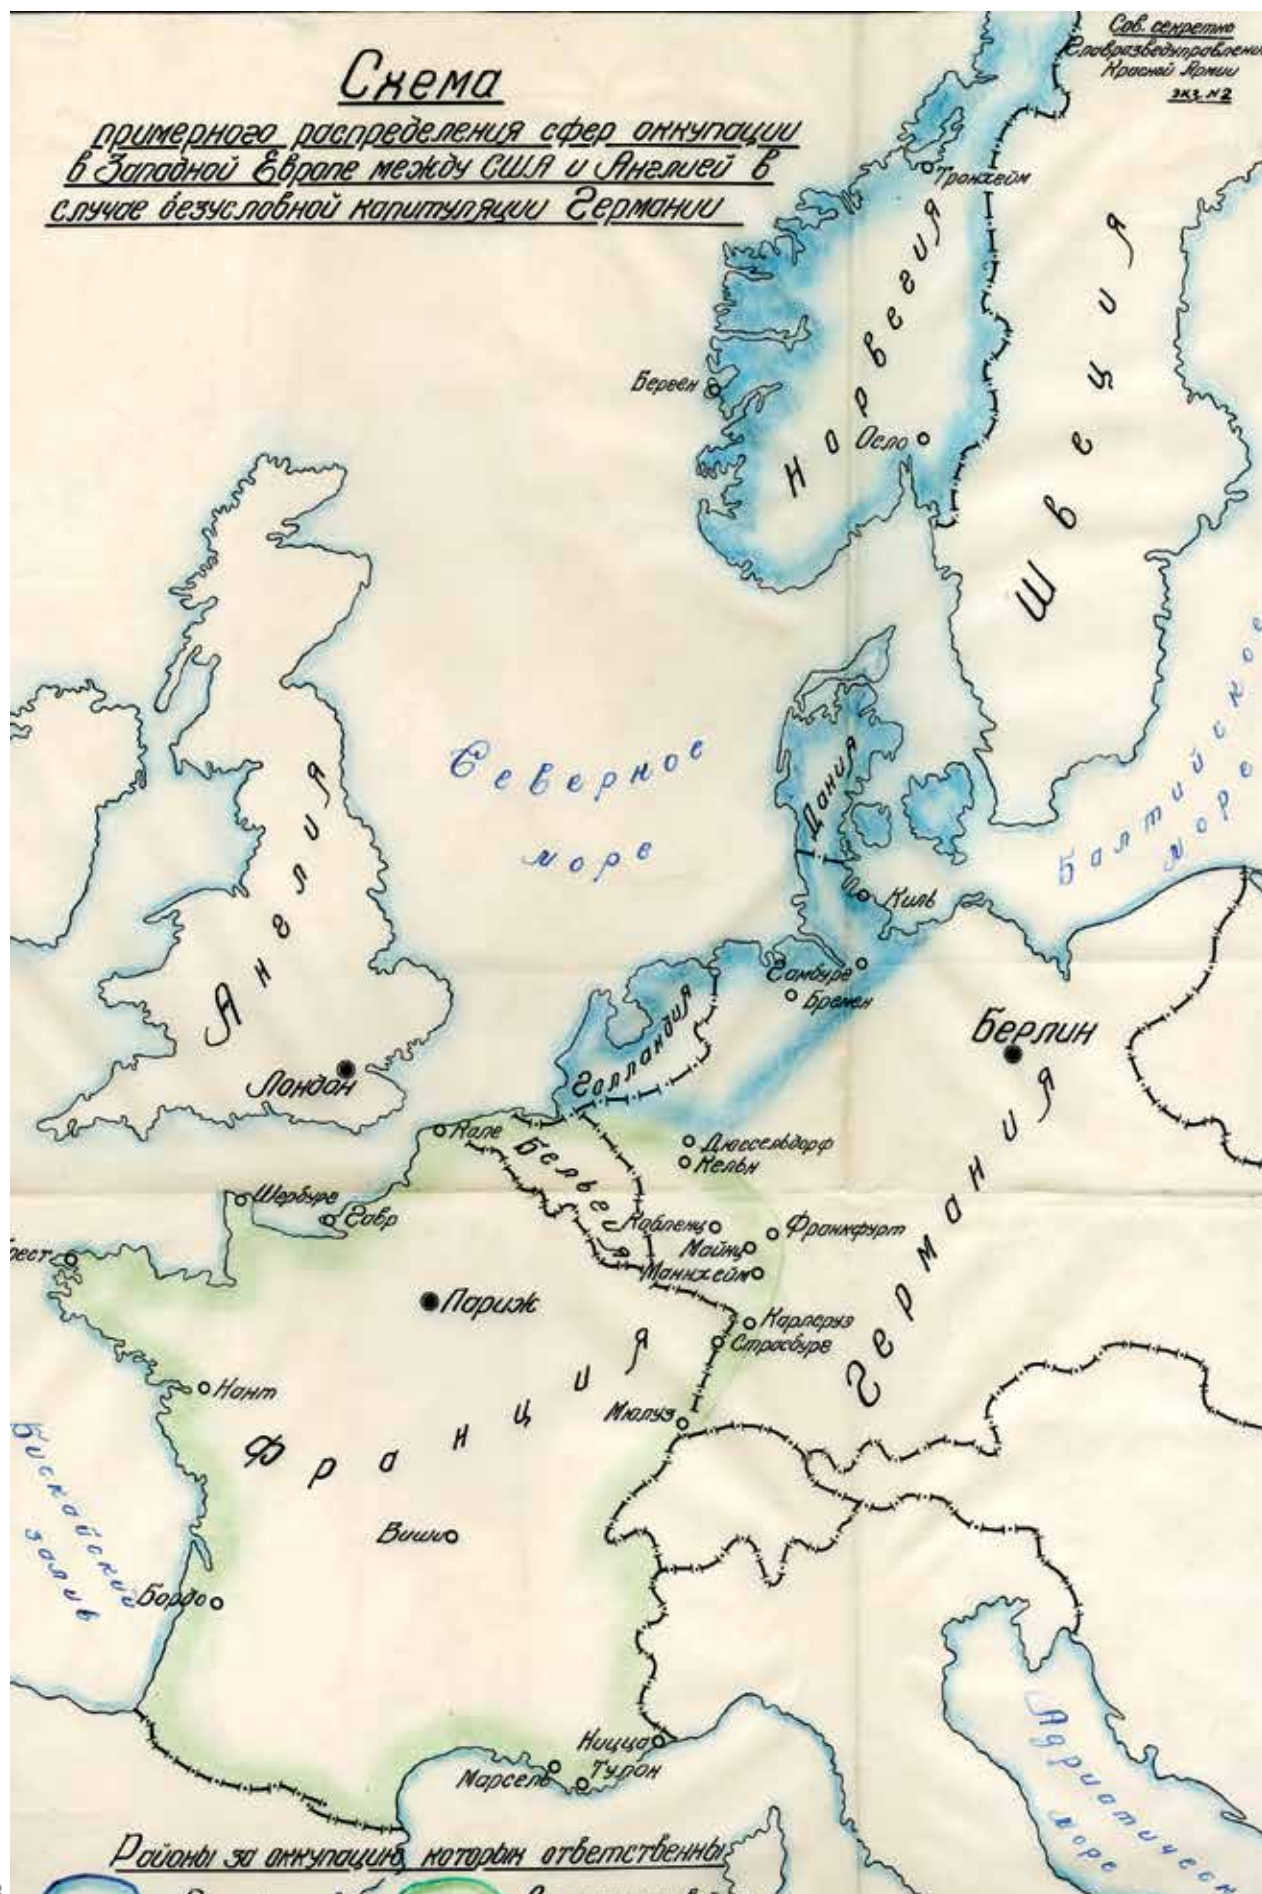 Сов. секретно
Главразведуправление
Красной Армии
экз. №2
Схема
примерного распределения сфер оккупации
в Западной Европе между США и Англией в
случае безусловной капитуляции Германии
Тронхейм
Норвегия
Швеция
Берген
Осло
Северное
море
Дания
Балтийское
море
Англия
Киль
Гамбург
Бремен
Голландия
Берлин
Лондон
Кале
Бельгия
Дюссельдорф
Кельн
Шербург
Гавр
Кобленц
Франкфурт
Майнц
Маннхейм
Париж
Карлсруэ
Страсбург
Германия
Нант
Мюлуз
Франция
Бискайский
залив
Виши
Бордо
Ницца
Марсель
Тулон
Адриатическ
море
Районы за оккупацию которых ответственны